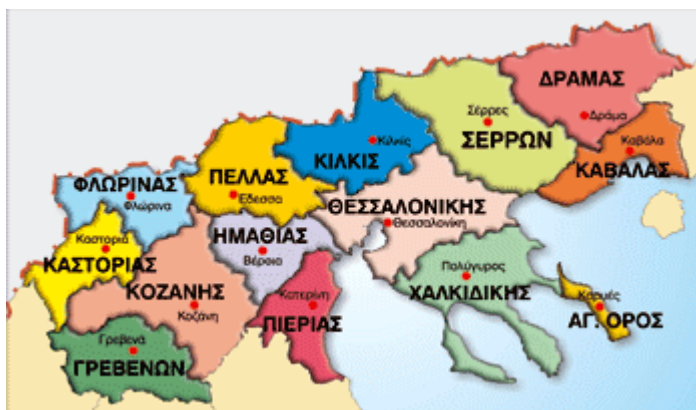 ΔΡΑΜΑΣ
Δράμα
Σέρρες
ΣΕΡΡΩΝ
Καβάλα
ΚΑΒΑΛΑΣ
Κιλκίς
ΚΙΛΚΙΣ
ΠΕΛΛΑΣ
Έδεσσα
ΦΛΩΡΙΝΑΣ
Φλώρινα
ΘΕΣΣΑΛΟΝΙΚΗΣ
Θεσσαλονίκη
ΗΜΑΘΙΑΣ
Βέροια
Καστοριά
ΚΑΣΤΟΡΙΑΣ
ΚΟΖΑΝΗΣ
Κοζάνη
Πολύγυρος
ΧΑΛΚΙΔΙΚΗΣ
Κατερίνη
ΠΙΕΡΙΑΣ
Καρυές
ΑΓ. ΟΡΟΣ
Γρεβενά
ΓΡΕΒΕΝΩΝ